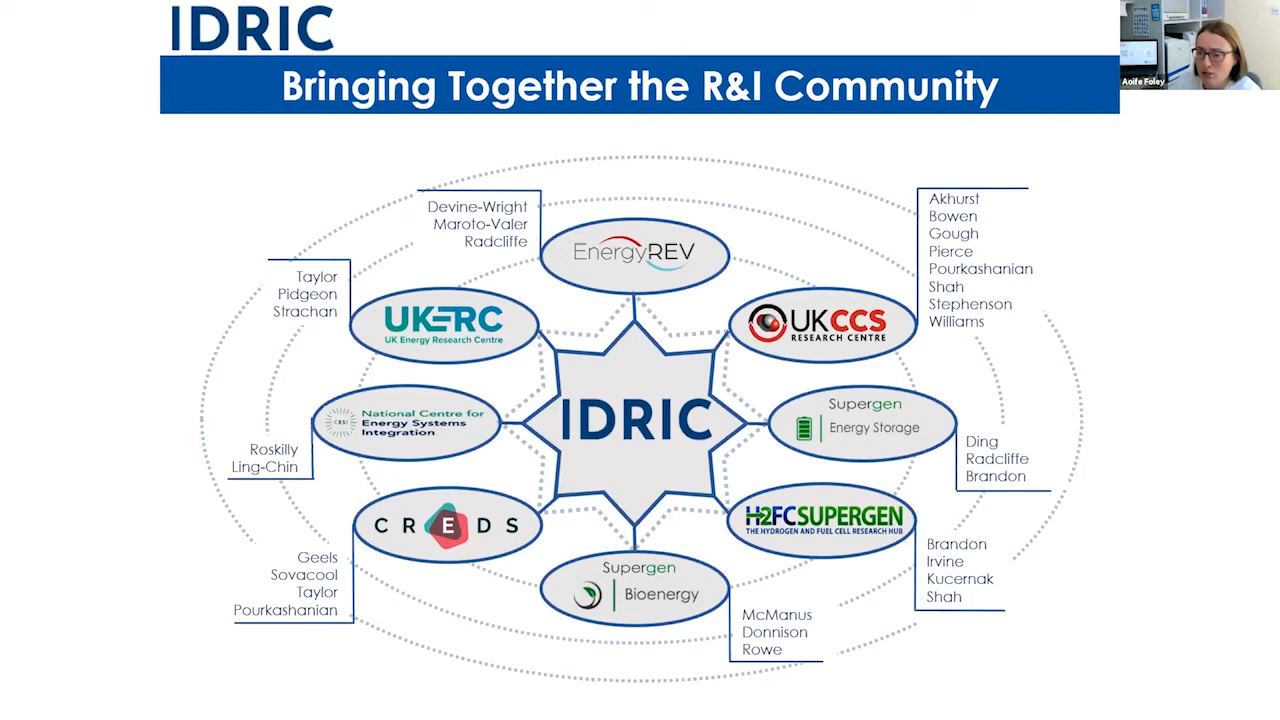 IDRIC
Bringing Together the R&I Community
Aoife Foley
Devine-Wright
Maroto-Valer
Radcliffe
EnergyREV
Akhurst
Bowen
Gough
Pierce
Pourkashanian
Shah
Stephenson
Williams
Taylor
Pidgeon
Strachan
UKERC
UK Energy Research Centre
UKCCS
RESEARCH CENTRE
CESI
National Centre for
Energy Systems
Integration
IDRIC
Supergen
Energy Storage
Roskilly
Ling-Chin
Ding
Radcliffe
Brandon
CREDS
H2FCSUPERGEN
THE HYDROGEN AND FUEL CELL RESEARCH HUB
Geels
Sovacool
Taylor
Pourkashanian
Supergen
Bioenergy
Brandon
Irvine
Kucernak
Shah
McManus
Donnison
Rowe